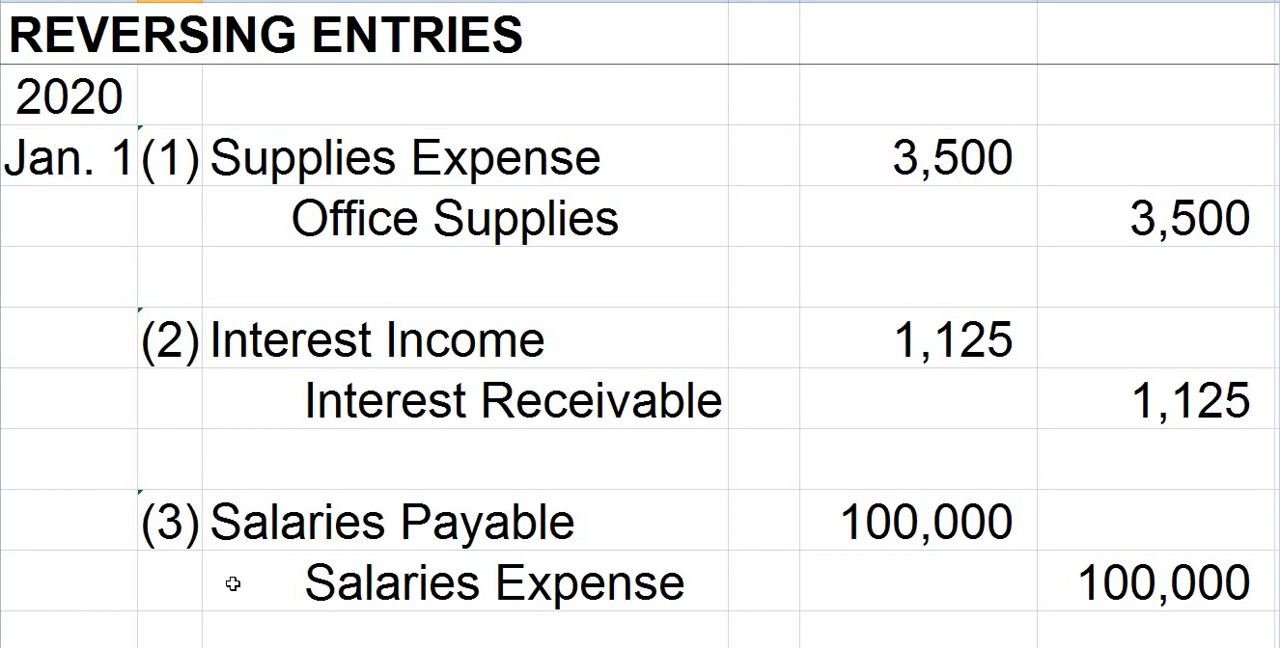 REVERSING ENTRIES
2020
Jan. 1 (1) Supplies Expense 3,500
Office Supplies 3,500
(2) Interest Income 1,125
Interest Receivable 1,125
(3) Salaries Payable 100,000
Salaries Expense 100,000